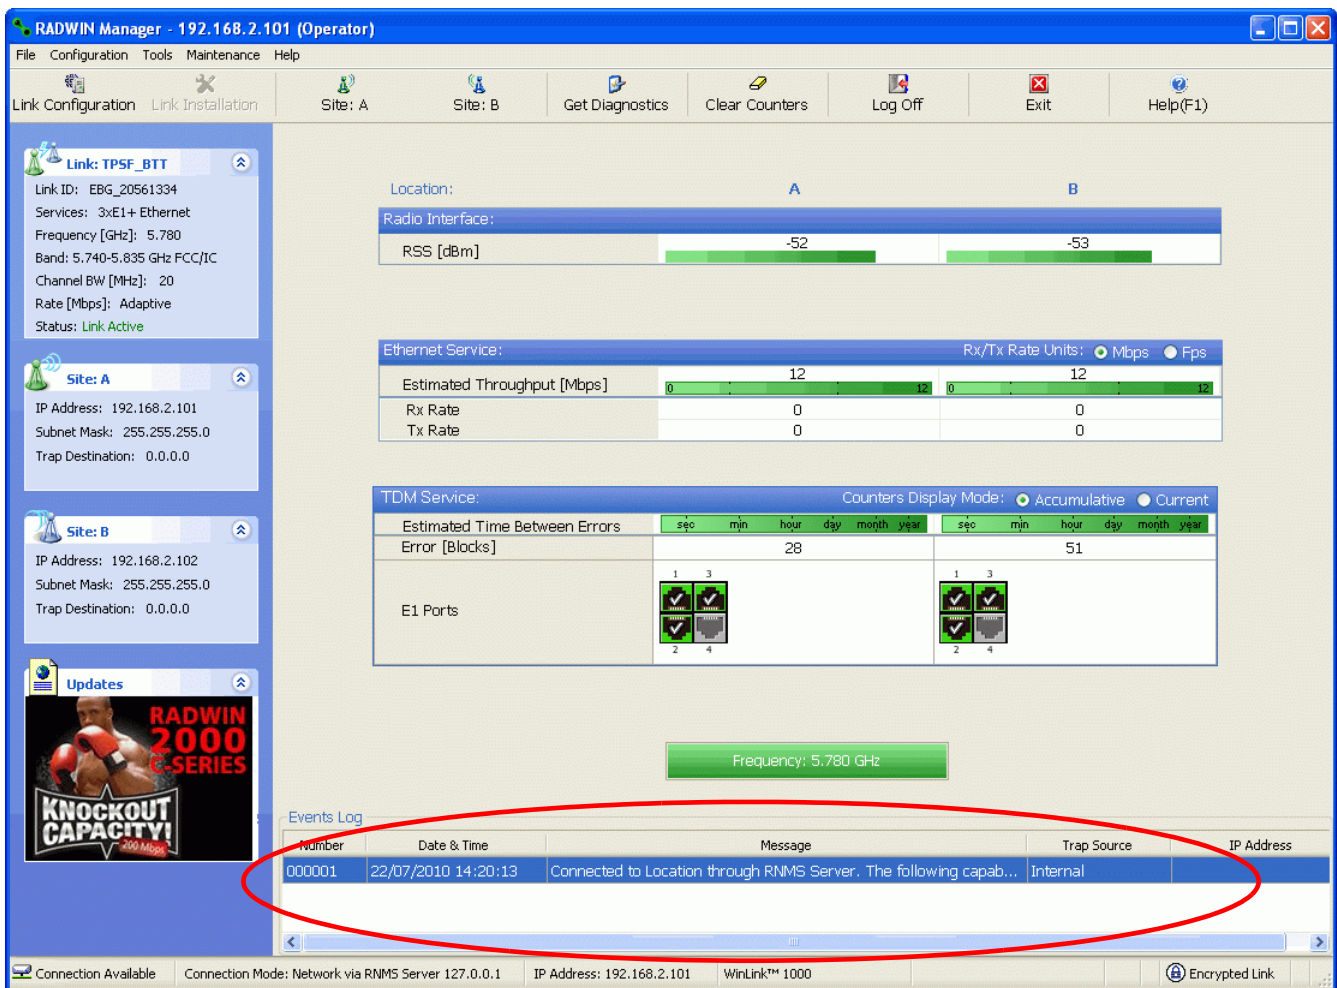 RADWIN Manager - 192.168.2.101 (Operator)
File Configuration Tools Maintenance Help
Link Configuration Link Installation Site: A Site: B Get Diagnostics Clear Counters Log Off Exit Help(F1)
Link: TPSF_BTT
Link ID: EBG_20561334
Services: 3xE1+ Ethernet
Frequency [GHz]: 5.780
Band: 5.740-5.835 GHz FCC/IC
Channel BW [MHz]: 20
Rate [Mbps]: Adaptive
Status: Link Active
Site: A
IP Address: 192.168.2.101
Subnet Mask: 255.255.255.0
Trap Destination: 0.0.0.0
Site: B
IP Address: 192.168.2.102
Subnet Mask: 255.255.255.0
Trap Destination: 0.0.0.0
Updates
RADWIN
2000
C-SERIES
KNOCKOUT
CAPACITY!
200 Mbps
Location: A B
Radio Interface:
RSS [dBm] -52 -53
Ethernet Service: Rx/Tx Rate Units: Mbps Fps
Estimated Throughput [Mbps] 12 12
0 12 0 12
Rx Rate 0 0
Tx Rate 0 0
TDM Service: Counters Display Mode: Accumulative Current
Estimated Time Between Errors sec min hour day month year sec min hour day month year
Error [Blocks] 28 51
1 3 1 3
E1 Ports
2 4 2 4
Frequency: 5.780 GHz
Events Log
Number Date & Time Message Trap Source IP Address
000001 22/07/2010 14:20:13 Connected to Location through RNMS Server. The following capab... Internal
Connection Available Connection Mode: Network via RNMS Server 127.0.0.1 IP Address: 192.168.2.101 WinLink™ 1000 Encrypted Link